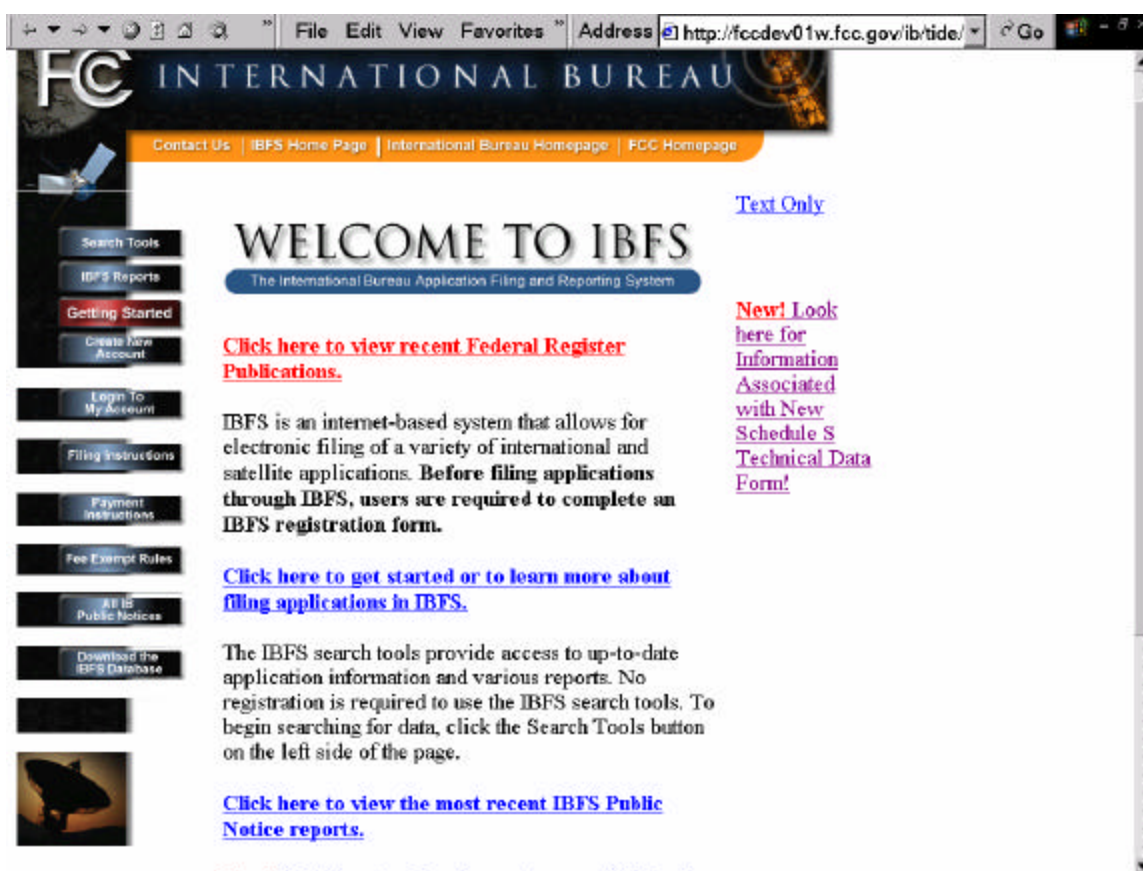 File Edit View Favorites » Address http://fccdev01w.fcc.gov/ib/tide/ Go
FC INTERNATIONAL BUREAU
Contact Us | IBFS Home Page | International Bureau Homepage | FCC Homepage
Text Only
Search Tools
IBFS Reports
Getting Started
Create New
Account
Login To
My Account
Filing Instructions
Payment
Instructions
Fee Exempt Rules
All IB
Public Notices
Download the
IBFS Database
WELCOME TO IBFS
The International Bureau Application Filing and Reporting System
Click here to view recent Federal Register
Publications.
IBFS is an internet-based system that allows for
electronic filing of a variety of international and
satellite applications. Before filing applications
through IBFS, users are required to complete an
IBFS registration form.
Click here to get started or to learn more about
filing applications in IBFS.
The IBFS search tools provide access to up-to-date
application information and various reports. No
registration is required to use the IBFS search tools. To
begin searching for data, click the Search Tools button
on the left side of the page.
Click here to view the most recent IBFS Public
Notice reports.
New! Look
here for
Information
Associated
with New
Schedule S
Technical Data
Form!